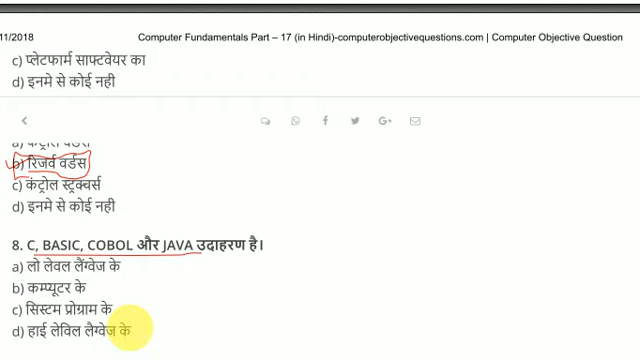 11/2018 Computer Fundamentals Part – 17 (in Hindi)-computerobjectivequestions.com | Computer Objective Question
c) प्लेटफार्म साफ्टवेयर का
d) इनमे से कोई नही
b) रिजर्व वर्डस
c) कंट्रोल स्ट्रक्चर्स
d) इनमे से कोई नही
8. C, BASIC, COBOL और JAVA उदाहरण है।
a) लो लेवल लैंग्वेज के
b) कम्प्यूटर के
c) सिस्टम प्रोग्राम के
d) हाई लेविल लैग्वेज के